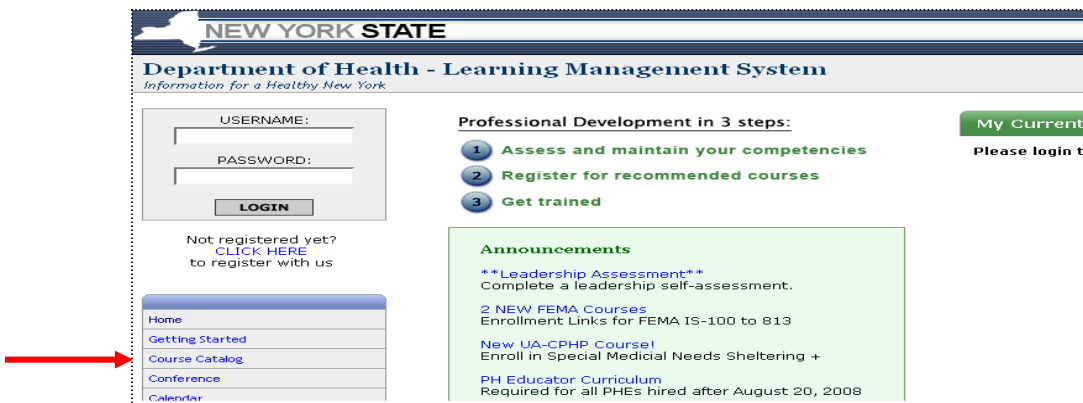 NEW YORK STATE
Department of Health - Learning Management System
Information for a Healthy New York
USERNAME:
PASSWORD:
LOGIN
Not registered yet?
CLICK HERE
to register with us
Home
Getting Started
Course Catalog
Conference
Calendar
Professional Development in 3 steps:
1 Assess and maintain your competencies
2 Register for recommended courses
3 Get trained
Announcements
**Leadership Assessment**
Complete a leadership self-assessment.
2 NEW FEMA Courses
Enrollment Links for FEMA IS-100 to 813
New UA-CPHP Course!
Enroll in Special Medicial Needs Sheltering +
PH Educator Curriculum
Required for all PHEs hired after August 20, 2008
My Current
Please login t